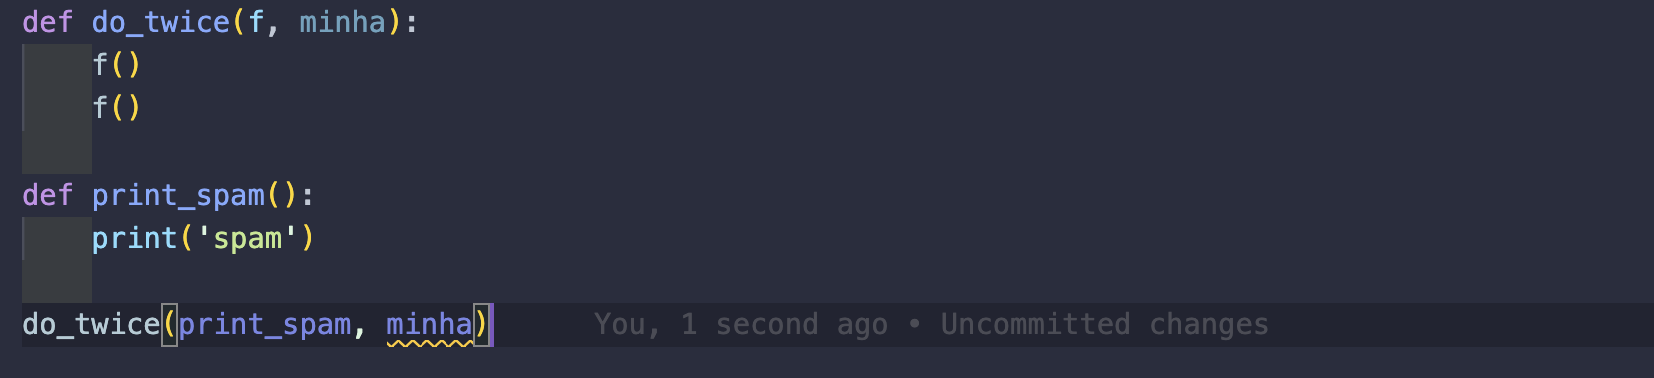 def do_twice(f, minha):
    f()
    f()
def print_spam():
    print('spam')
do_twice(print_spam, minha) You, 1 second ago • Uncommitted changes